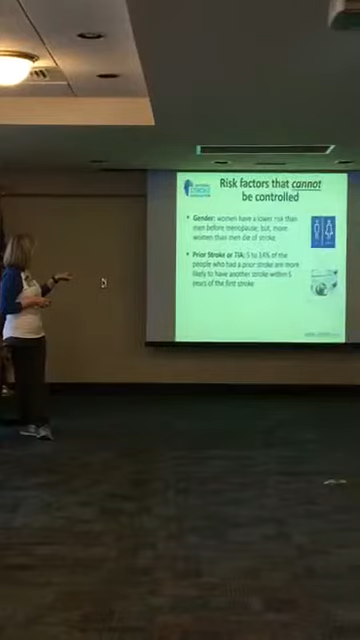 STROKE
Risk factors that cannot
be controlled
Gender: women have a lower risk than
men before menopause, but, more
women than men die of stroke.
Prior Stroke or TIA: 5 to 14% of the
people who had a prior stroke are more
likely to have another stroke within 5
years of the first stroke